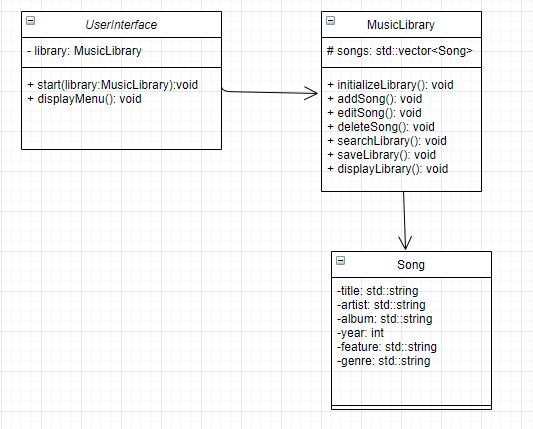 UserInterface
- library: MusicLibrary
+ start(library:MusicLibrary):void
+ displayMenu(): void
MusicLibrary
# songs: std::vector<Song>
+ initializeLibrary(): void
+ addSong(): void
+ editSong(): void
+ deleteSong(): void
+ searchLibrary(): void
+ saveLibrary(): void
+ displayLibrary(): void
Song
-title: std::string
-artist: std::string
-album: std::string
-year: int
-feature: std::string
-genre: std::string